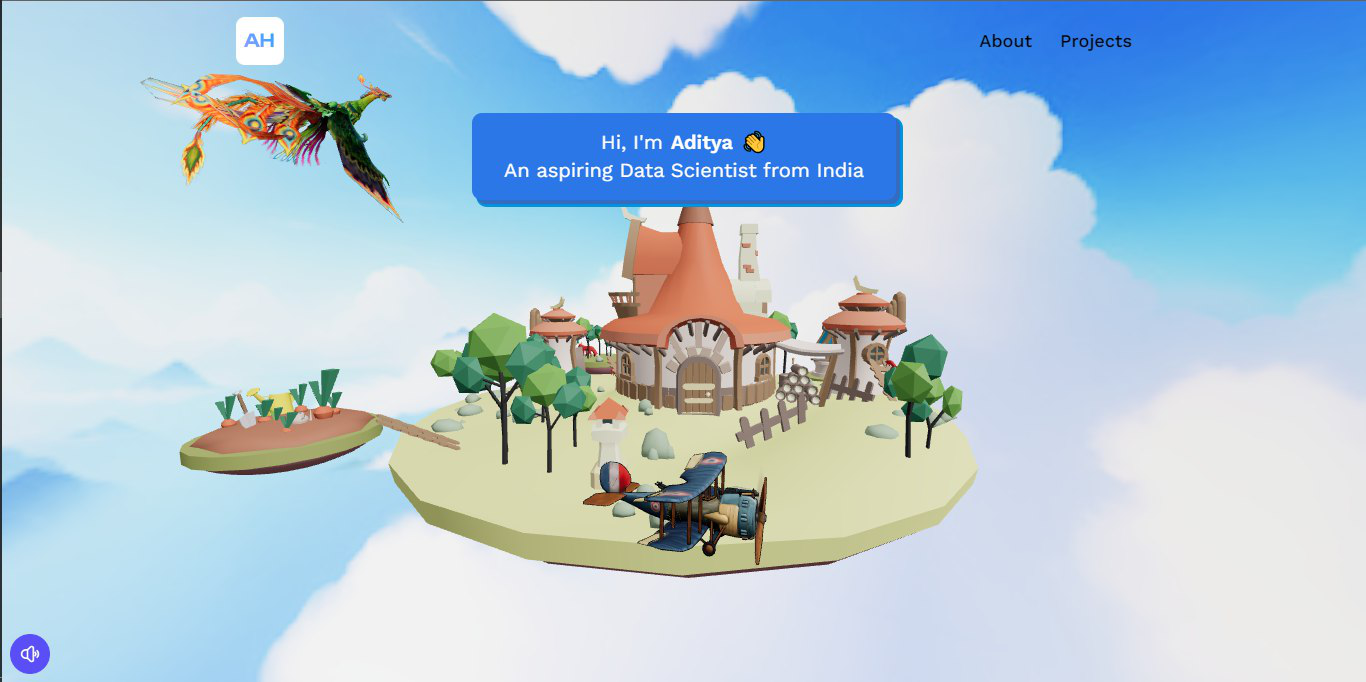 AH
About
Projects
Hi, I'm Aditya 👋
An aspiring Data Scientist from India